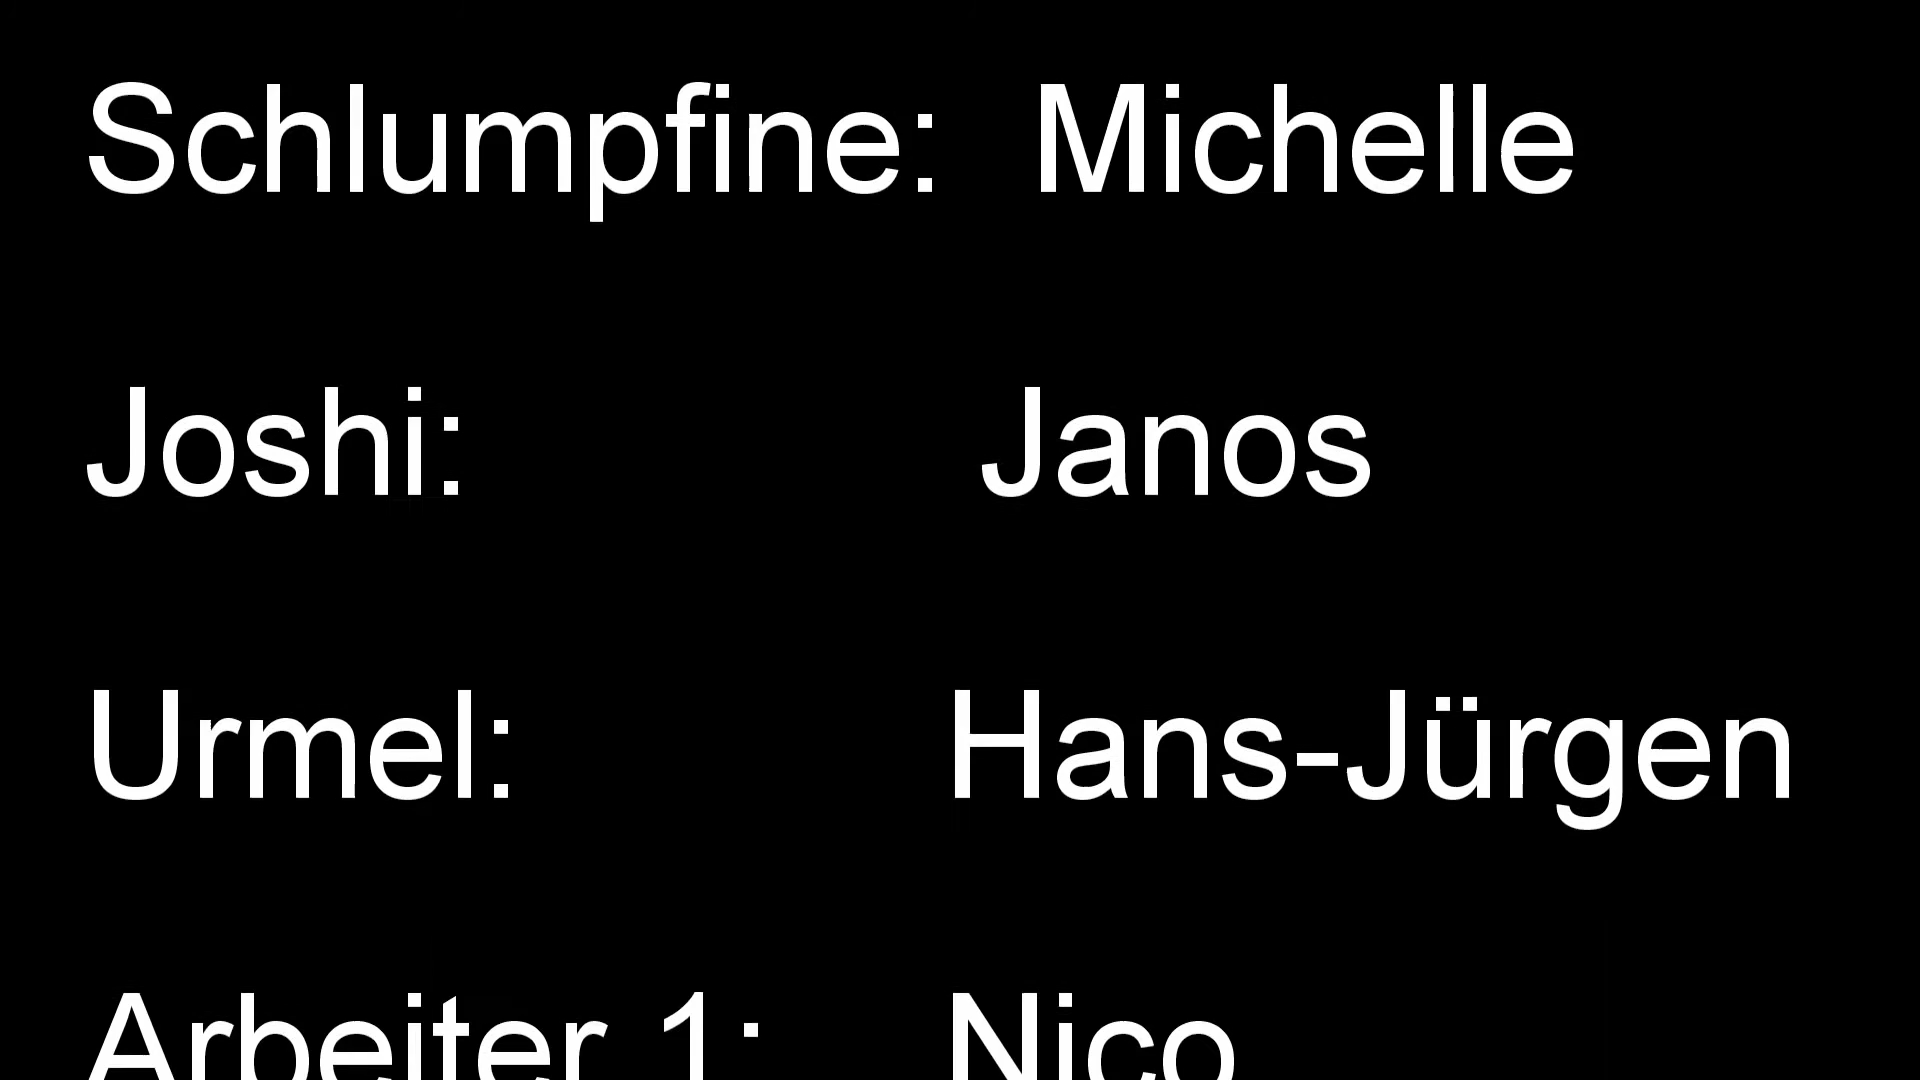 Schlumpfine: Michelle
Joshi: Janos
Urmel: Hans-Jürgen
Arbeiter 1: Nico